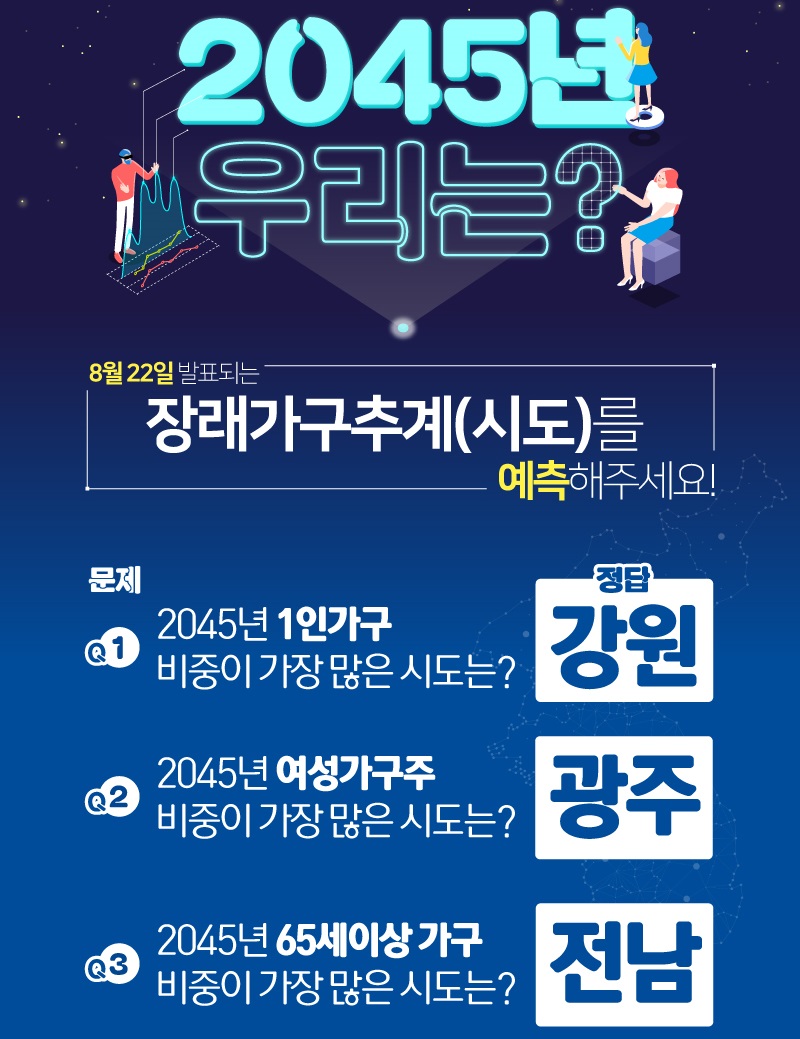 2045년
우리는?
8월 22일 발표되는
장래가구추계(시도)를
예측해주세요!
문제
정답
Q1
2045년 1인가구
비중이 가장 많은 시도는?
강원
Q2
2045년 여성가구주
비중이 가장 많은 시도는?
광주
Q3
2045년 65세이상 가구
비중이 가장 많은 시도는?
전남